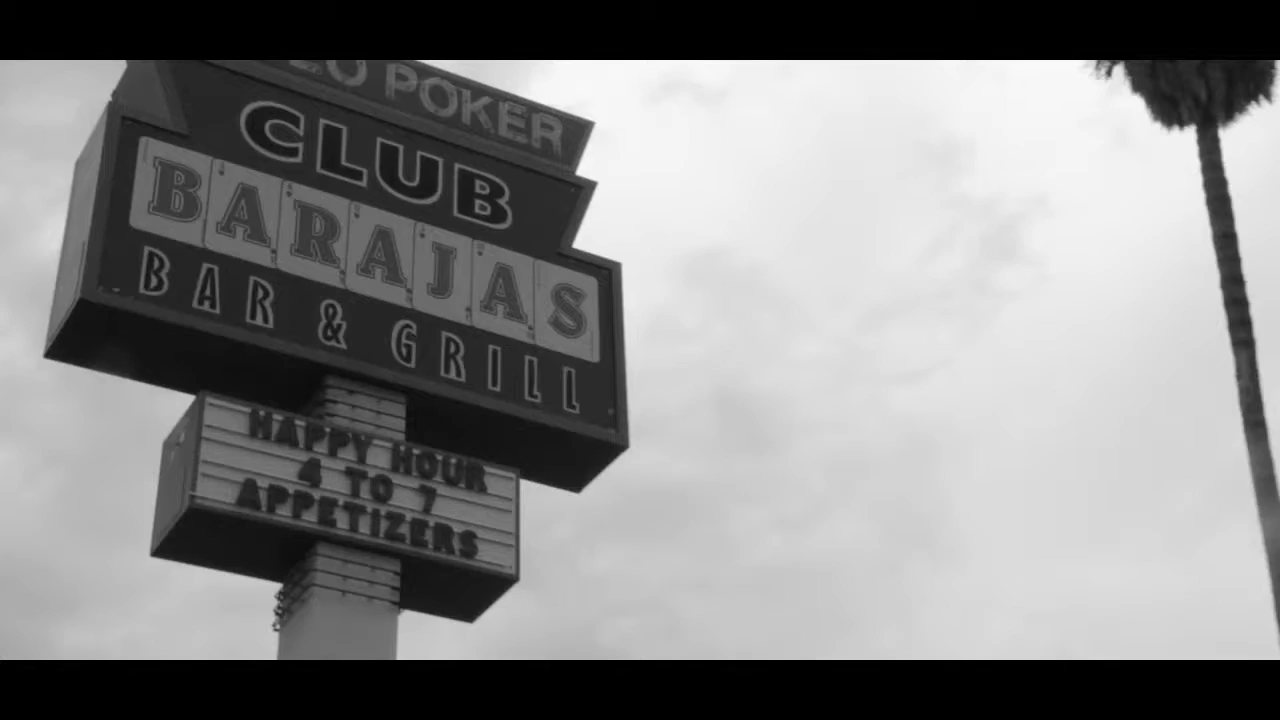 POKER
CLUB
BARAJAS
BAR & GRILL
HAPPY HOUR
4 TO 7
APPETIZERS